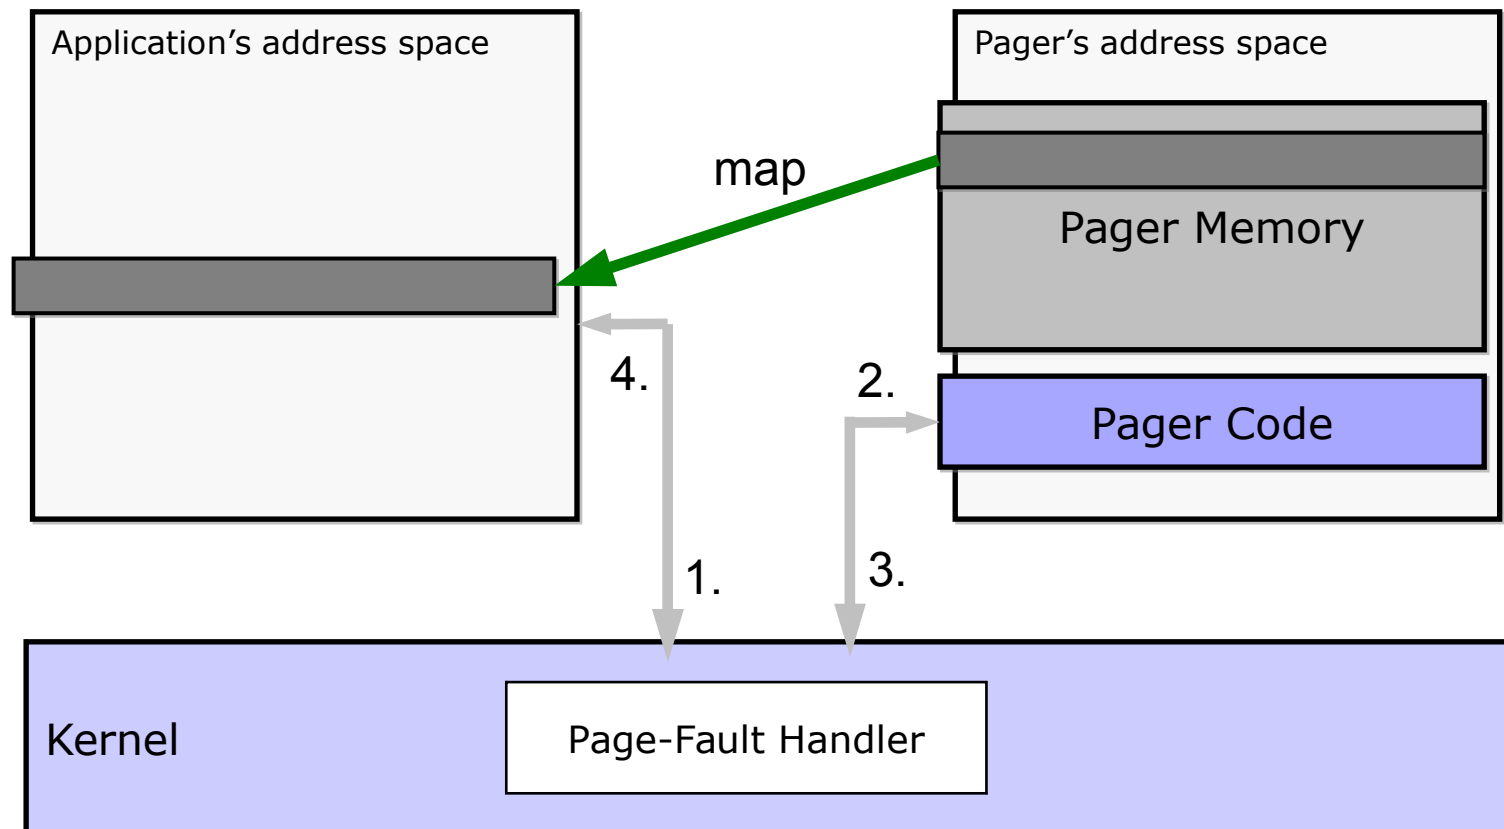 Application’s address space
Pager’s address space
map
Pager Memory
4.
2.
Pager Code
1.
3.
Kernel
Page-Fault Handler